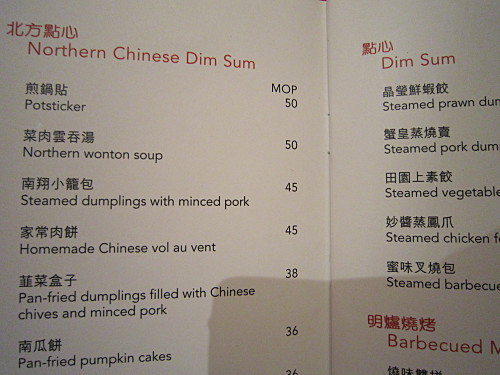 北方點心
Northern Chinese Dim Sum
MOP
煎鍋貼
Potsticker 50
菜肉雲吞湯
Northern wonton soup 50
南翔小籠包 45
Steamed dumplings with minced pork
家常肉餅 45
Homemade Chinese vol au vent
韮菜盒子 38
Pan-fried dumplings filled with Chinese
chives and minced pork
南瓜餅 36
Pan-fried pumpkin cakes
36
點心
Dim Sum
晶瑩鮮蝦餃
Steamed prawn
蟹皇蒸燒賣
Steamed pork
田園上素餃
Steamed vegetable
妙醬蒸鳳爪
Steamed chicken
蜜味叉燒包
Steamed
明爐燒烤
Barbecued
燒味雙拼